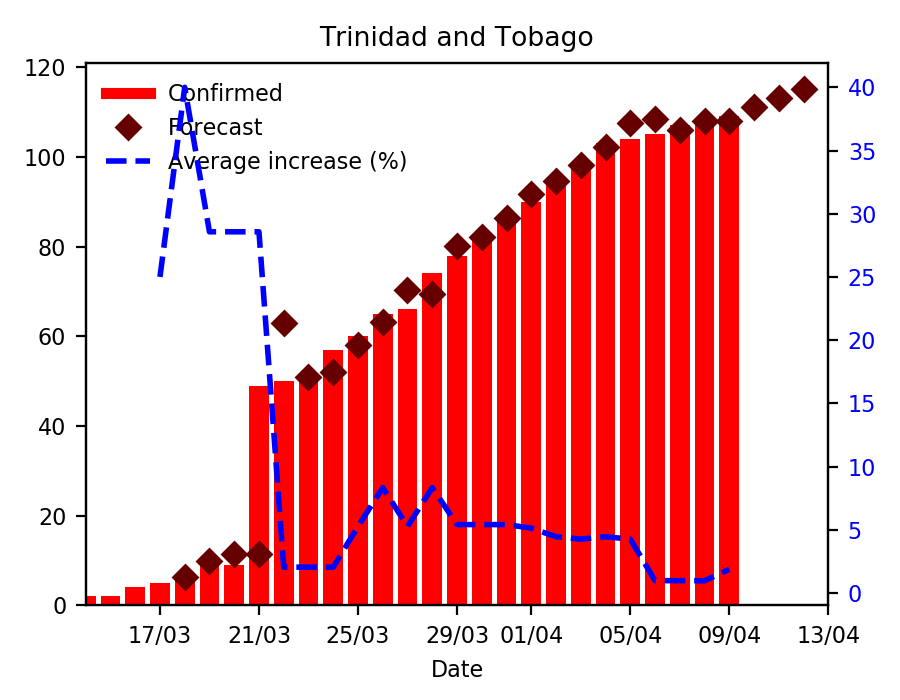 Trinidad and Tobago
120
100
80
60
40
20
0
Confirmed
Forecast
Average increase (%)
40
35
30
25
20
15
10
5
0
17/03 21/03 25/03 29/03 01/04 05/04 09/04 13/04
Date